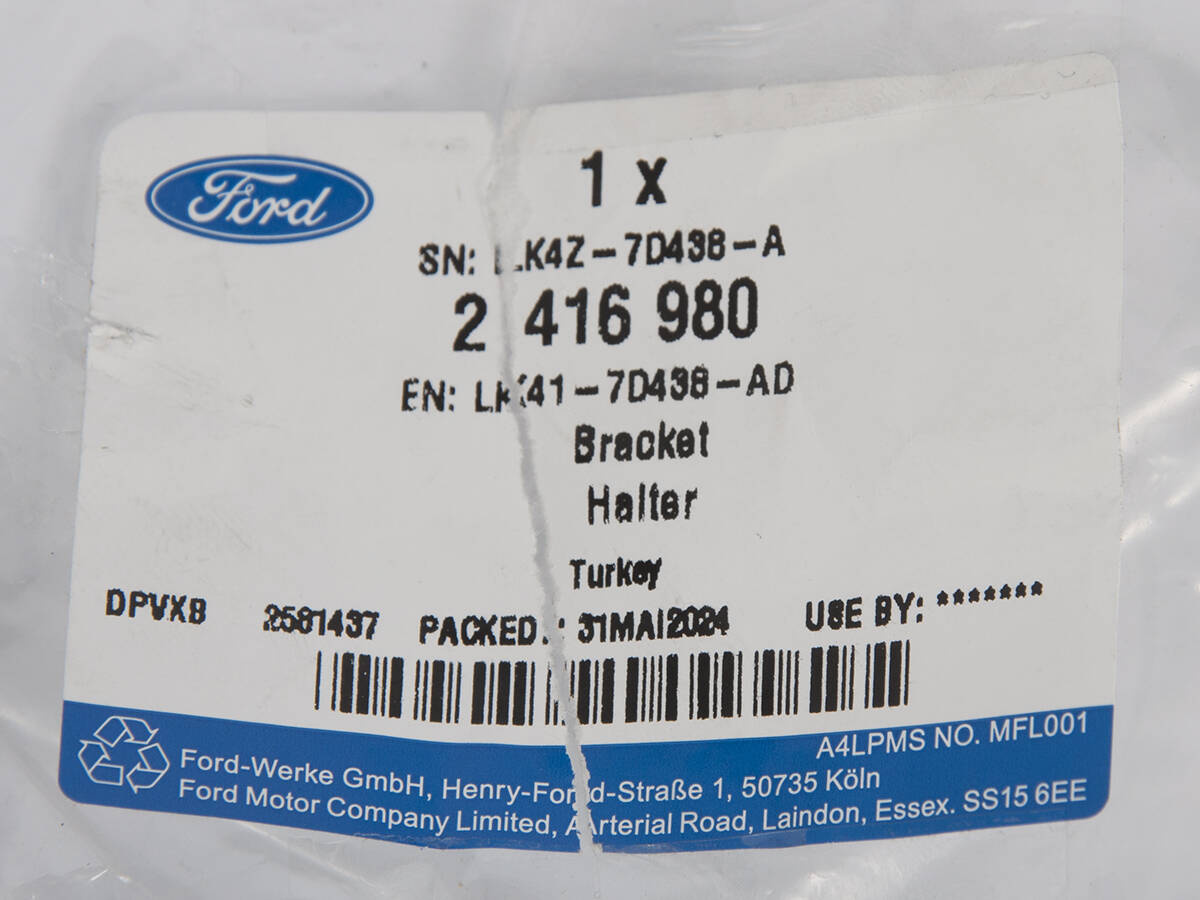 Ford
1 x
SN: LK4Z-7D438-A
2 416 980
EN: LK41-7D438-AD
Bracket
Halter
Turkey
DPVXB 2581437 PACKED.: 31MAI2024 USE BY: *******
A4LPMS NO. MFL001
Ford-Werke GmbH, Henry-Ford-Straße 1, 50735 Köln
Ford Motor Company Limited, Arterial Road, Laindon, Essex. SS15 6EE